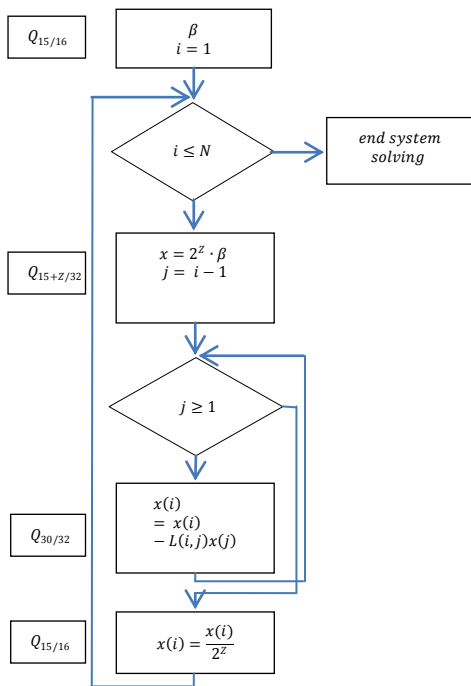 Q15/16
β
i = 1
i ≤ N
end system
solving
Q15+Z/32
x = 2^Z · β
j = i − 1
j ≥ 1
Q30/32
x(i)
= x(i)
− L(i, j)x(j)
Q15/16
x(i) = x(i)/2^Z